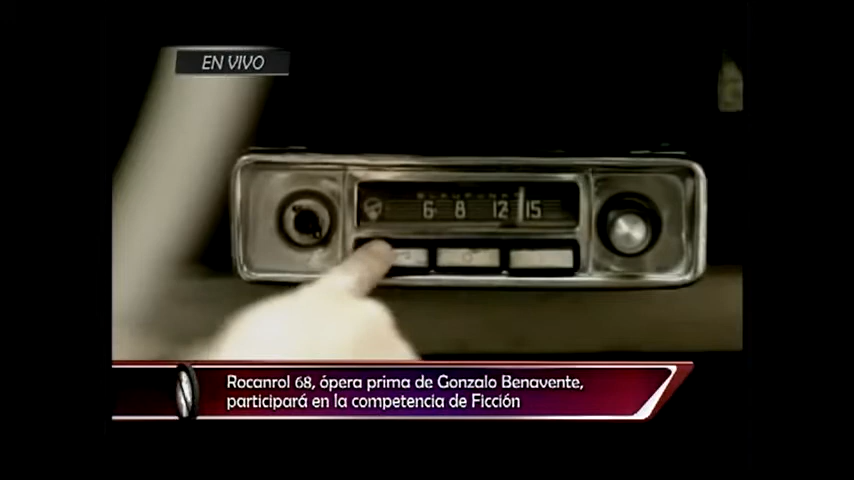 EN VIVO
6 8 12 15
Rocanrol 68, ópera prima de Gonzalo Benavente,
participará en la competencia de Ficción